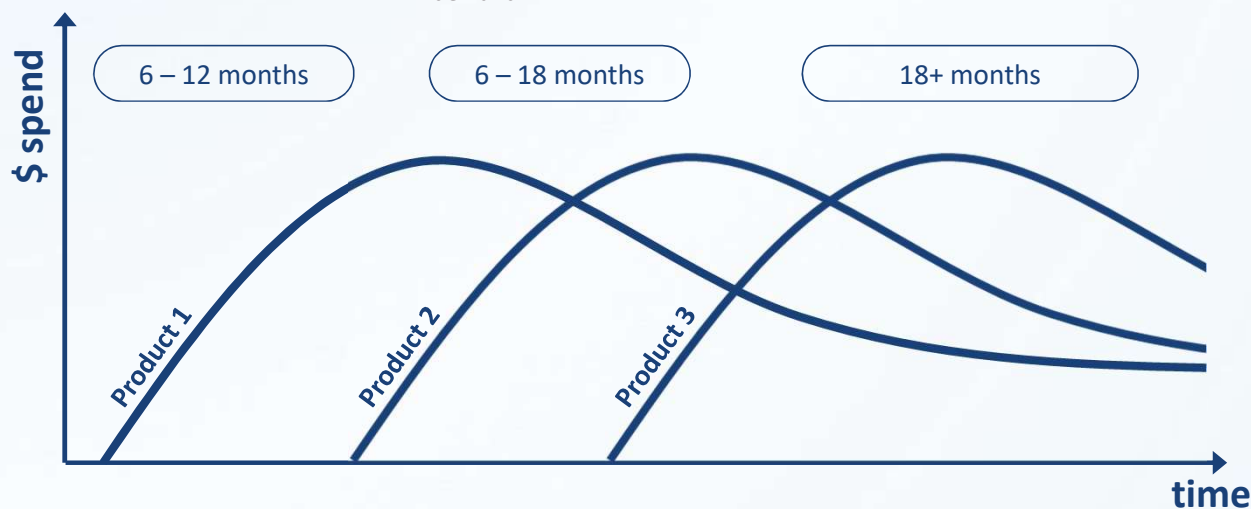 6 – 12 months
6 – 18 months
18+ months
$ spend
Product 1
Product 2
Product 3
time